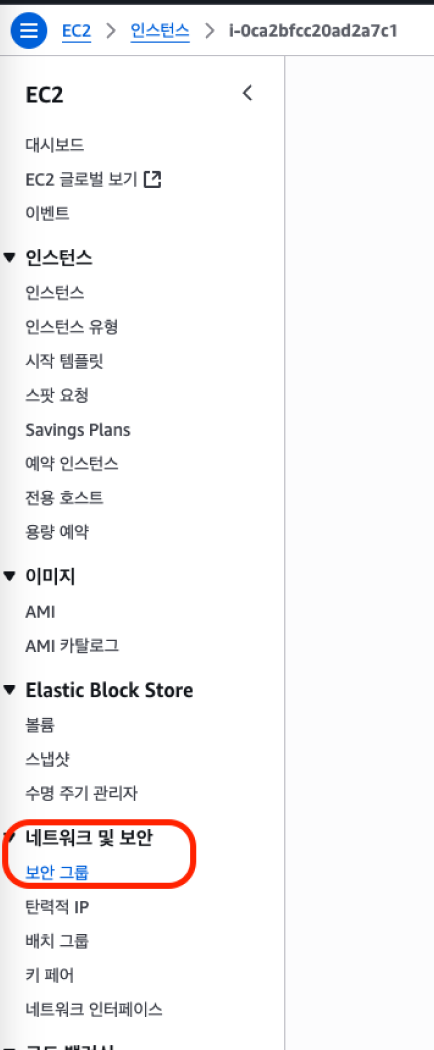 EC2 > 인스턴스 > i-0ca2bfcc20ad2a7c1
EC2
대시보드
EC2 글로벌 보기
이벤트
인스턴스
인스턴스
인스턴스 유형
시작 템플릿
스팟 요청
Savings Plans
예약 인스턴스
전용 호스트
용량 예약
이미지
AMI
AMI 카탈로그
Elastic Block Store
볼륨
스냅샷
수명 주기 관리자
네트워크 및 보안
보안 그룹
탄력적 IP
배치 그룹
키 페어
네트워크 인터페이스